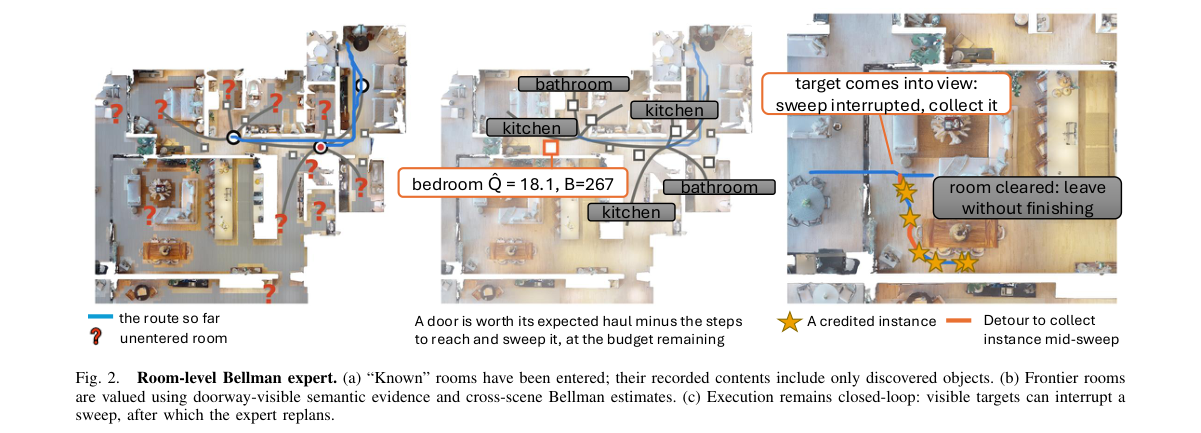 ? ? ? ? ? ? ? ? ? ? ?
bathroom
kitchen
kitchen
bedroom Q̂ = 18.1, B=267
bathroom
kitchen
target comes into view:
sweep interrupted, collect it
room cleared: leave
without finishing
the route so far
? unentered room
A door is worth its expected haul minus the steps
to reach and sweep it, at the budget remaining
A credited instance
Detour to collect
instance mid-sweep
Fig. 2. Room-level Bellman expert. (a) “Known” rooms have been entered; their recorded contents include only discovered objects. (b) Frontier rooms
are valued using doorway-visible semantic evidence and cross-scene Bellman estimates. (c) Execution remains closed-loop: visible targets can interrupt a
sweep, after which the expert replans.